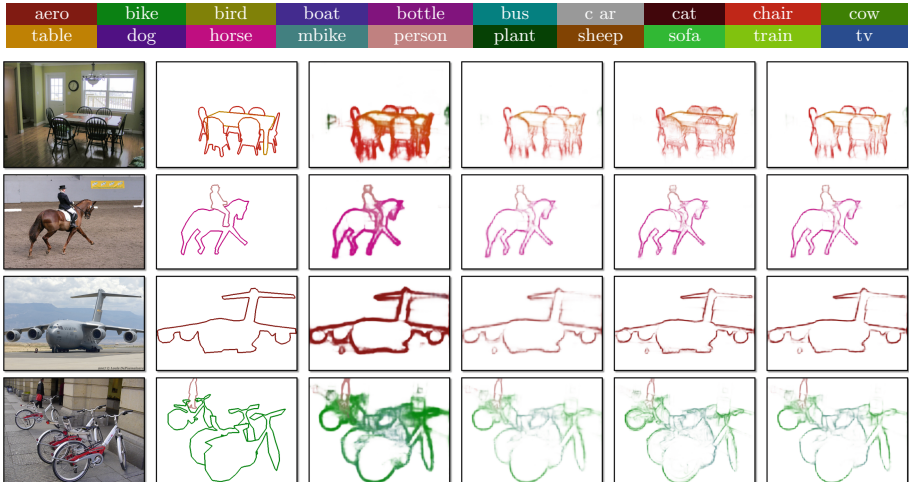 aero bike bird boat bottle bus c ar cat chair cow
table dog horse mbike person plant sheep sofa train tv